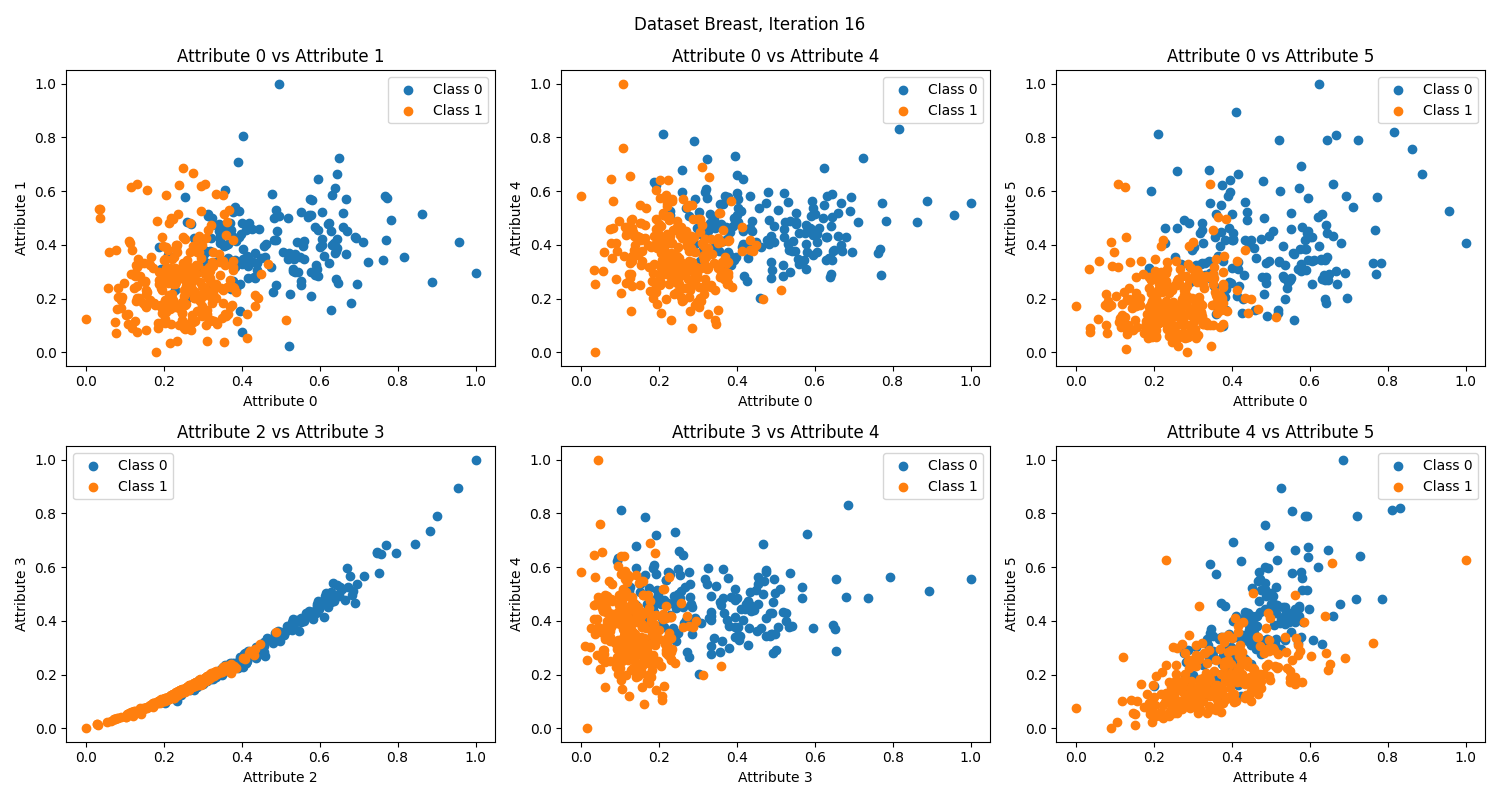 Dataset Breast, Iteration 16
Attribute 0 vs Attribute 1
1.0
0.8
0.6
0.4
0.2
0.0
Attribute 1
0.0 0.2 0.4 0.6 0.8 1.0
Attribute 0
Class 0
Class 1
Attribute 0 vs Attribute 4
1.0
0.8
0.6
0.4
0.2
0.0
Attribute 4
0.0 0.2 0.4 0.6 0.8 1.0
Attribute 0
Class 0
Class 1
Attribute 0 vs Attribute 5
1.0
0.8
0.6
0.4
0.2
0.0
Attribute 5
0.0 0.2 0.4 0.6 0.8 1.0
Attribute 0
Class 0
Class 1
Attribute 2 vs Attribute 3
1.0
0.8
0.6
0.4
0.2
0.0
Attribute 3
0.0 0.2 0.4 0.6 0.8 1.0
Attribute 2
Class 0
Class 1
Attribute 3 vs Attribute 4
1.0
0.8
0.6
0.4
0.2
0.0
Attribute 4
0.0 0.2 0.4 0.6 0.8 1.0
Attribute 3
Class 0
Class 1
Attribute 4 vs Attribute 5
1.0
0.8
0.6
0.4
0.2
0.0
Attribute 5
0.0 0.2 0.4 0.6 0.8 1.0
Attribute 4
Class 0
Class 1